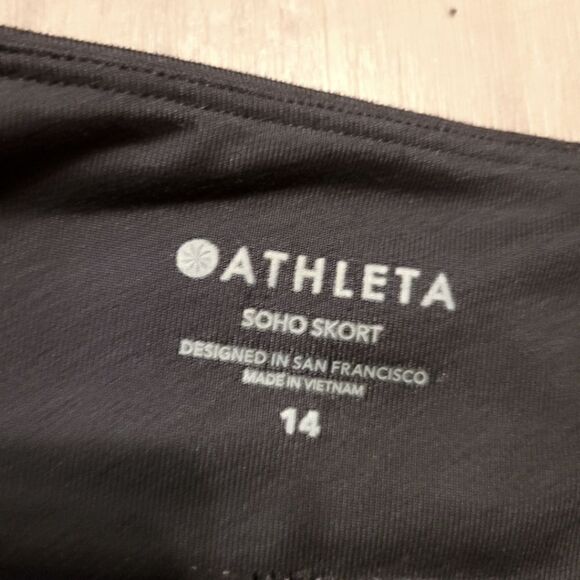 ATHLETA
SOHO SKORT
DESIGNED IN SAN FRANCISCO
MADE IN VIETNAM
14